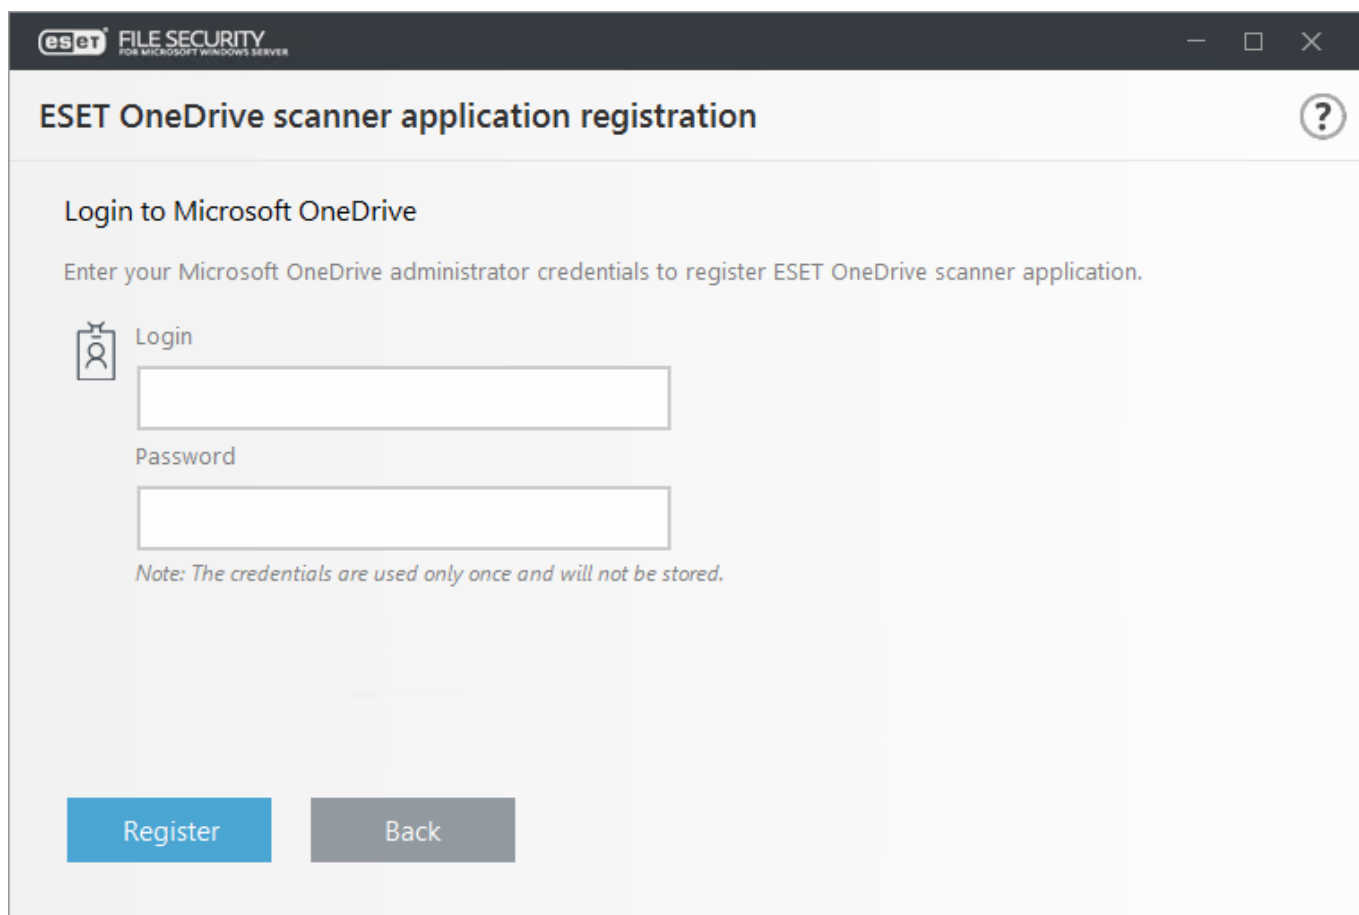 eset FILE SECURITY
FOR MICROSOFT WINDOWS SERVER
ESET OneDrive scanner application registration
?
Login to Microsoft OneDrive
Enter your Microsoft OneDrive administrator credentials to register ESET OneDrive scanner application.
Login
Password
Note: The credentials are used only once and will not be stored.
Register Back